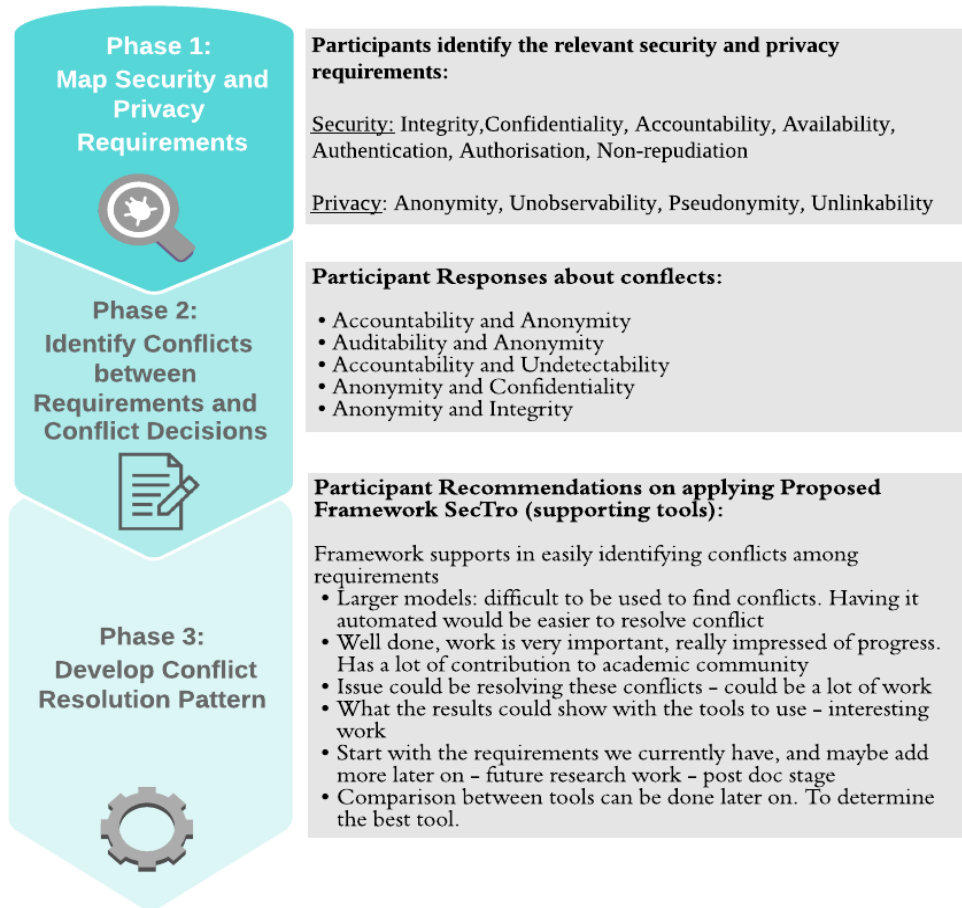 Phase 1:
Map Security and
Privacy
Requirements
Participants identify the relevant security and privacy
requirements:
Security: Integrity,Confidentiality, Accountability, Availability,
Authentication, Authorisation, Non-repudiation
Privacy: Anonymity, Unobservability, Pseudonymity, Unlinkability
Phase 2:
Identify Conflicts
between
Requirements and
Conflict Decisions
Participant Responses about conflects:
• Accountability and Anonymity
• Auditability and Anonymity
• Accountability and Undetectability
• Anonymity and Confidentiality
• Anonymity and Integrity
Phase 3:
Develop Conflict
Resolution Pattern
Participant Recommendations on applying Proposed
Framework SecTro (supporting tools):
Framework supports in easily identifying conflicts among
requirements
• Larger models: difficult to be used to find conflicts. Having it
automated would be easier to resolve conflict
• Well done, work is very important, really impressed of progress.
Has a lot of contribution to academic community
• Issue could be resolving these conflicts – could be a lot of work
• What the results could show with the tools to use – interesting
work
• Start with the requirements we currently have, and maybe add
more later on – future research work – post doc stage
• Comparison between tools can be done later on. To determine
the best tool.